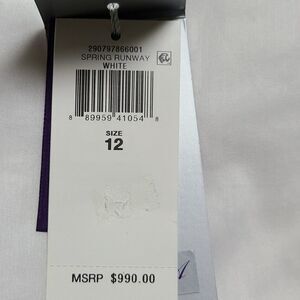 290797866001
SPRING RUNWAY
WHITE
8 89959 41054 8
SIZE
12
MSRP $990.00